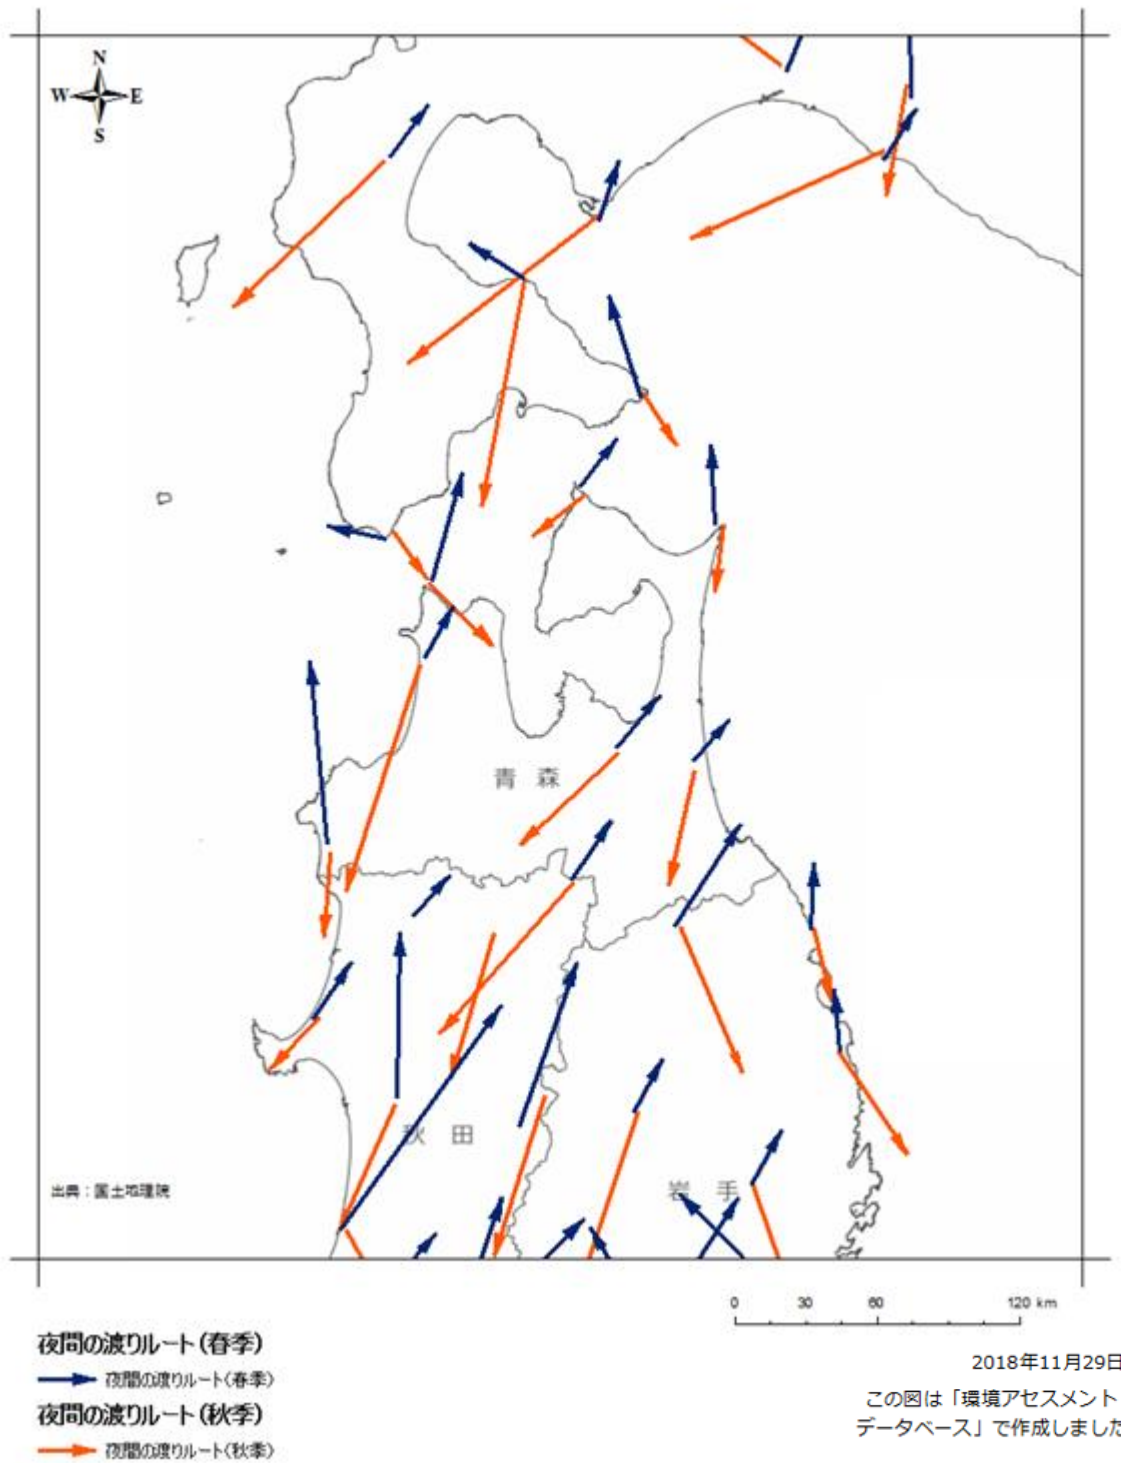 N
W E
S
青 森
秋 田
岩 手
出典：国土地理院
0 30 60 120 km
夜間の渡りルート（春季）
夜間の渡りルート（春季）
夜間の渡りルート（秋季）
夜間の渡りルート（秋季）
2018年11月29日
この図は「環境アセスメント
データベース」で作成しました